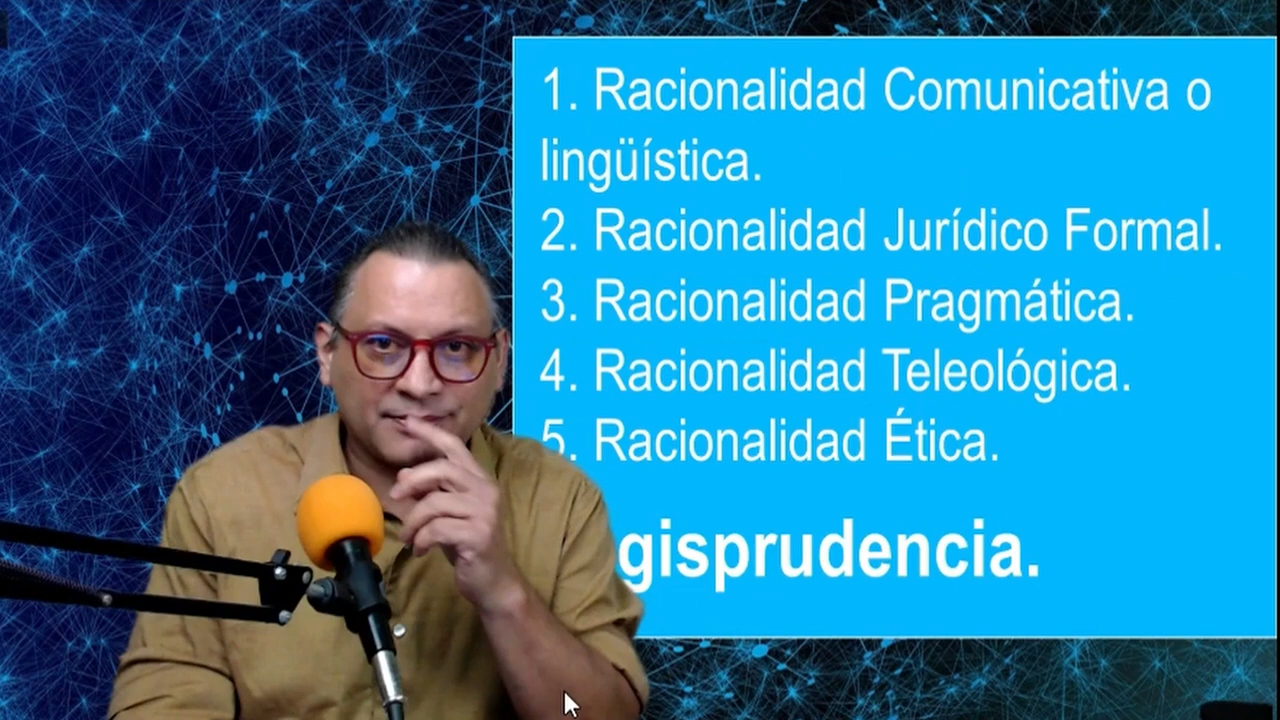 1. Racionalidad Comunicativa o
lingüística.
2. Racionalidad Jurídico Formal.
3. Racionalidad Pragmática.
4. Racionalidad Teleológica.
5. Racionalidad Ética.
gisprudencia.